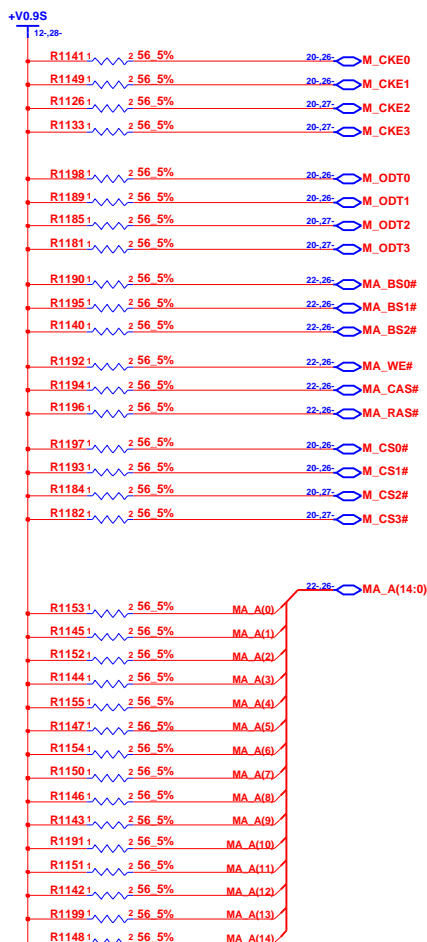 +V0.9S
12-,28-
R1141 1 2 56_5% 20-,26- M_CKE0
R1149 1 2 56_5% 20-,26- M_CKE1
R1126 1 2 56_5% 20-,27- M_CKE2
R1133 1 2 56_5% 20-,27- M_CKE3
R1198 1 2 56_5% 20-,26- M_ODT0
R1189 1 2 56_5% 20-,26- M_ODT1
R1185 1 2 56_5% 20-,27- M_ODT2
R1181 1 2 56_5% 20-,27- M_ODT3
R1190 1 2 56_5% 22-,26- MA_BS0#
R1195 1 2 56_5% 22-,26- MA_BS1#
R1140 1 2 56_5% 22-,26- MA_BS2#
R1192 1 2 56_5% 22-,26- MA_WE#
R1194 1 2 56_5% 22-,26- MA_CAS#
R1196 1 2 56_5% 22-,26- MA_RAS#
R1197 1 2 56_5% 20-,26- M_CS0#
R1193 1 2 56_5% 20-,26- M_CS1#
R1184 1 2 56_5% 20-,27- M_CS2#
R1182 1 2 56_5% 20-,27- M_CS3#
22-,26- MA_A(14:0)
R1153 1 2 56_5% MA_A(0)
R1145 1 2 56_5% MA_A(1)
R1152 1 2 56_5% MA_A(2)
R1144 1 2 56_5% MA_A(3)
R1155 1 2 56_5% MA_A(4)
R1147 1 2 56_5% MA_A(5)
R1154 1 2 56_5% MA_A(6)
R1150 1 2 56_5% MA_A(7)
R1146 1 2 56_5% MA_A(8)
R1143 1 2 56_5% MA_A(9)
R1191 1 2 56_5% MA_A(10)
R1151 1 2 56_5% MA_A(11)
R1142 1 2 56_5% MA_A(12)
R1199 1 2 56_5% MA_A(13)
R1148 1 2 56_5% MA_A(14)